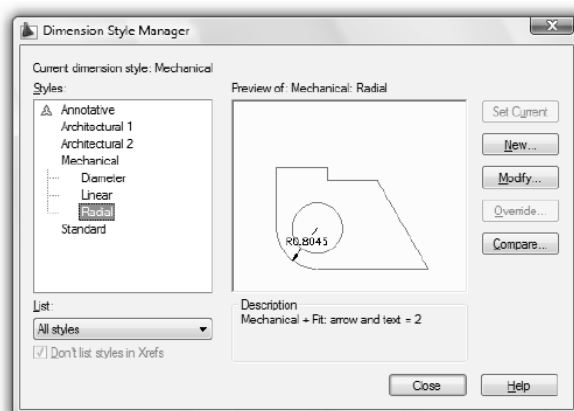 Dimension Style Manager
Current dimension style: Mechanical
Styles:
Annotative
Architectural 1
Architectural 2
Mechanical
Diameter
Linear
Radial
Standard
List:
All styles
Don't list styles in Xrefs
Preview of: Mechanical: Radial
R0.8045
Description
Mechanical + Fit: arrow and text = 2
Set Current
New...
Modify...
Override...
Compare...
Close
Help